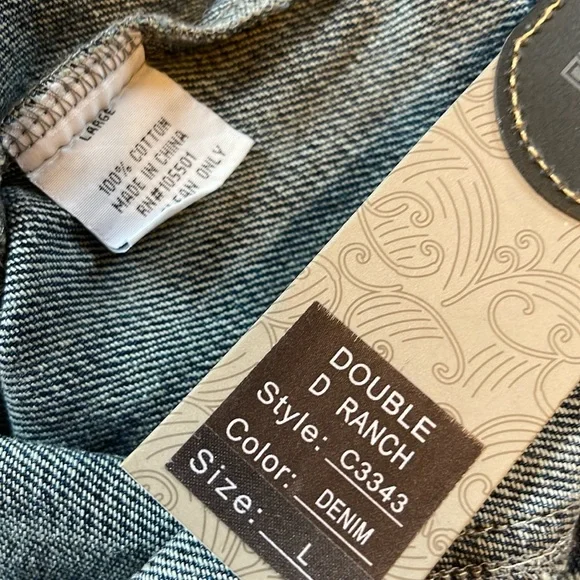 LARGE
100% COTTON
MADE IN CHINA
RN#105501
CLEAN ONLY
DOUBLE
D RANCH
Style: C3343
Color: DENIM
Size: L